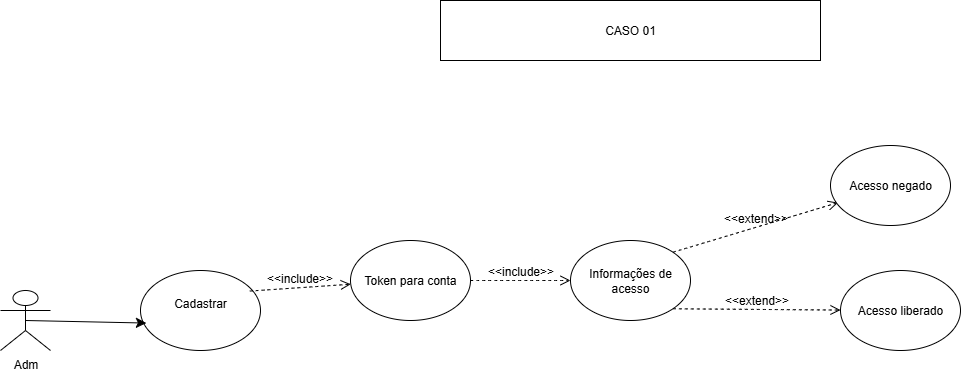 CASO 01
Acesso negado
<<extend>>
<<include>>
<<include>>
Informações de
acesso
Token para conta
Cadastrar
<<extend>>
Acesso liberado
Adm